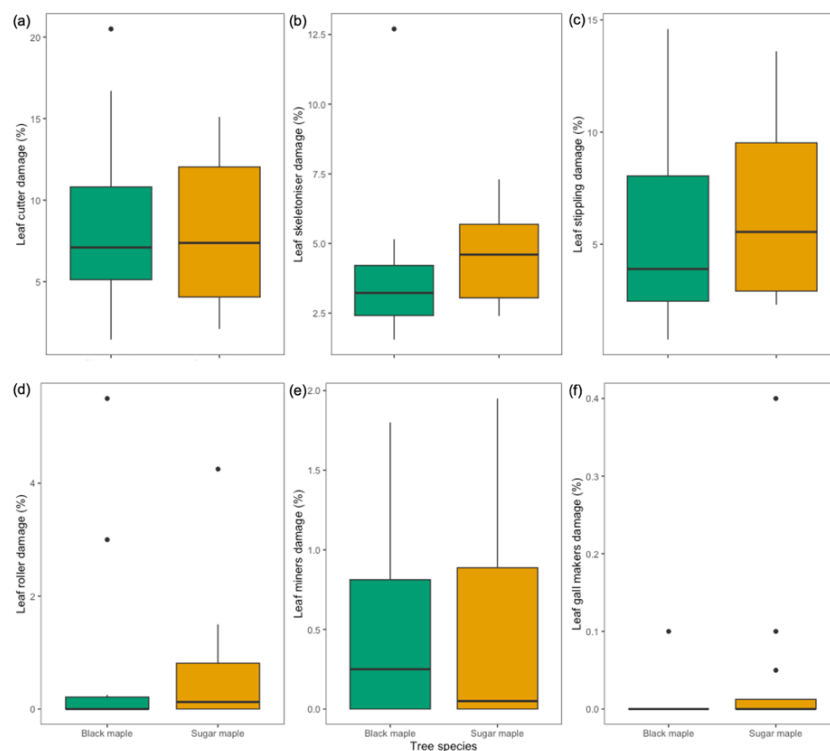 (a)
Leaf cutter damage (%)
20
15
10
5
(b)
Leaf skeletoniser damage (%)
12.5
10.0
7.5
5.0
2.5
(c)
Leaf stippling damage (%)
15
10
5
(d)
Leaf roller damage (%)
4
2
0
Black maple Sugar maple
(e)
Leaf miners damage (%)
2.0
1.5
1.0
0.5
0.0
Black maple Sugar maple
Tree species
(f)
Leaf gall makers damage (%)
0.4
0.3
0.2
0.1
0.0
Black maple Sugar maple